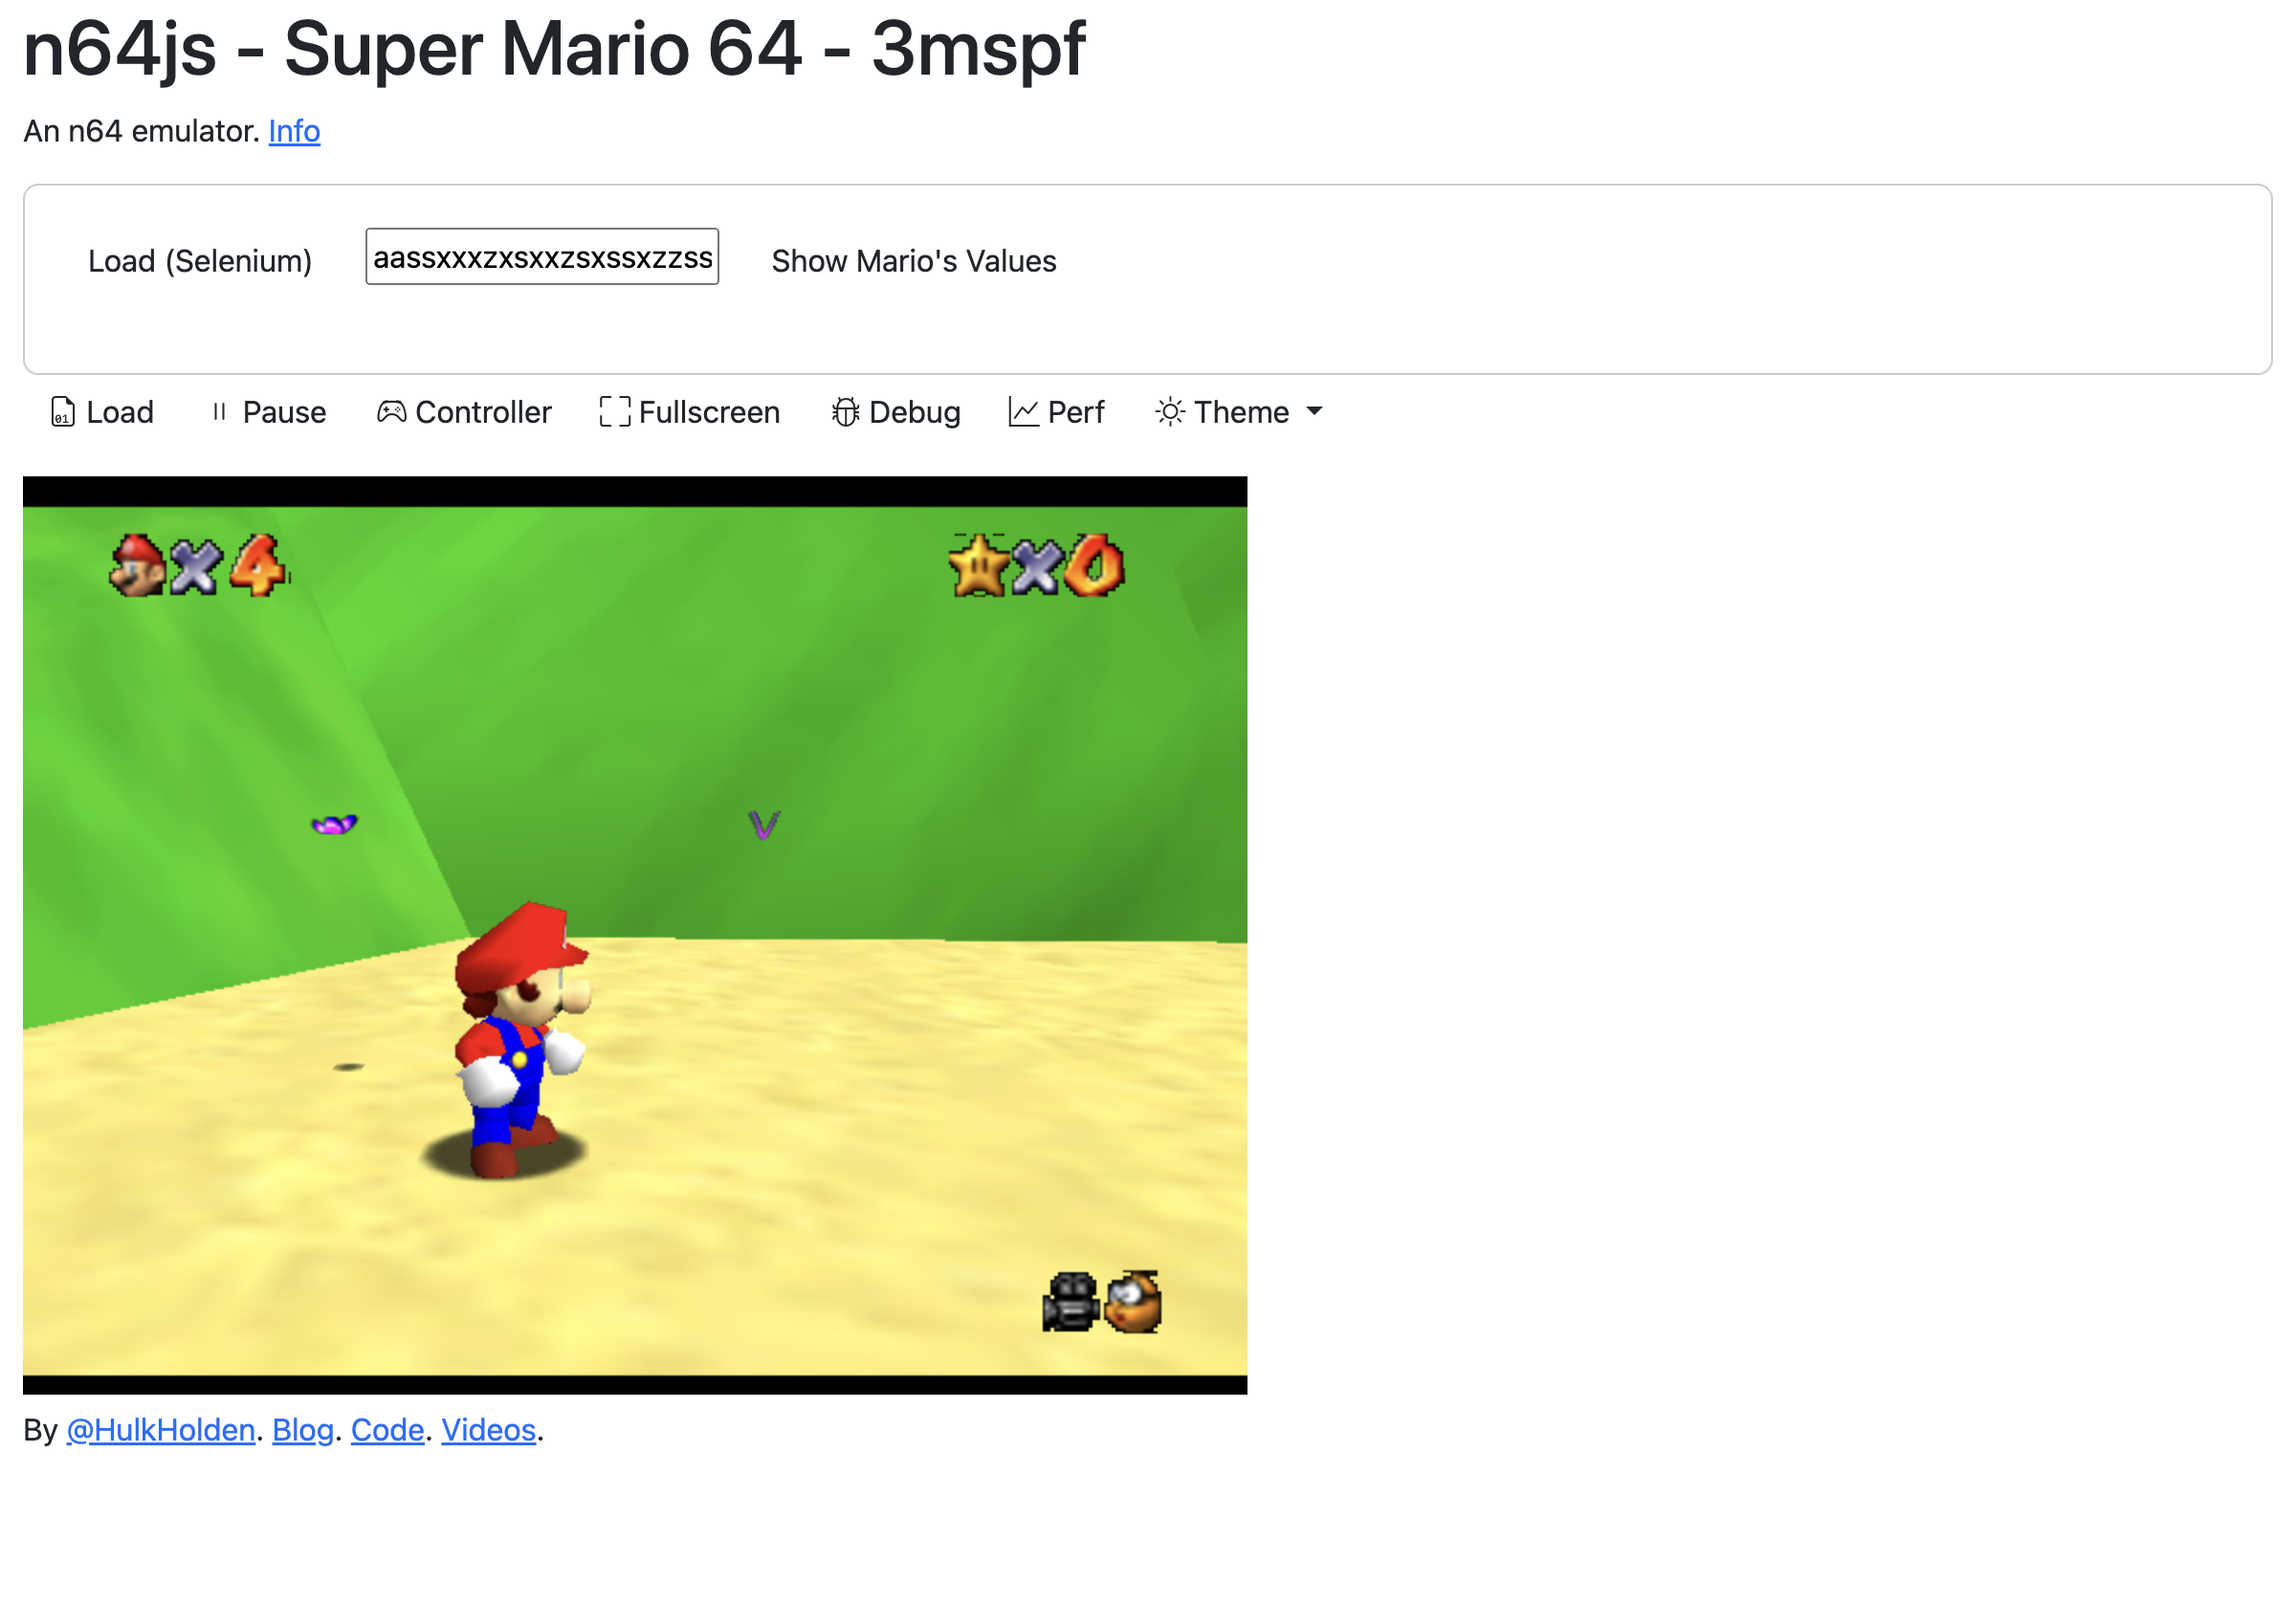 n64js - Super Mario 64 - 3mspf
An n64 emulator. Info
Load (Selenium) aassxxxzxsxxzsxssxzzss Show Mario's Values
Load Pause Controller Fullscreen Debug Perf Theme
×4 ×0
By @HulkHolden. Blog. Code. Videos.